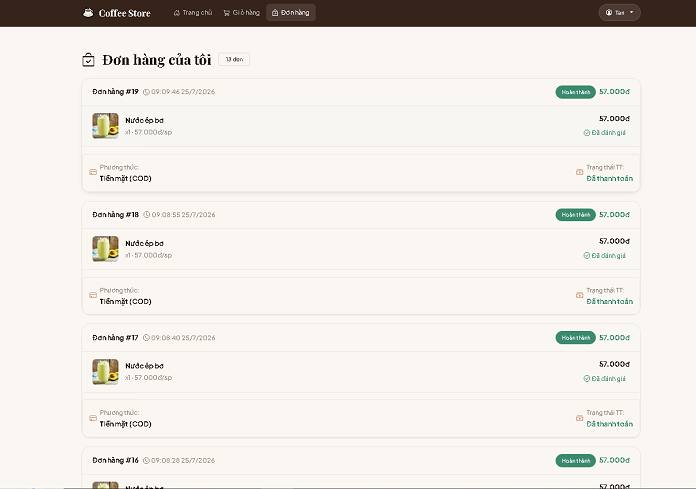 Coffee Store
Trang chủ
Giỏ hàng
Đơn hàng
Tan
Đơn hàng của tôi
13 đơn
Đơn hàng #19
09:09:46 25/7/2026
Hoàn thành
57.000đ
Nước ép bơ
x1 · 57.000đ/sp
57.000đ
Đã đánh giá
Phương thức:
Tiền mặt (COD)
Trạng thái TT:
Đã thanh toán
Đơn hàng #18
09:08:55 25/7/2026
Hoàn thành
57.000đ
Nước ép bơ
x1 · 57.000đ/sp
57.000đ
Đã đánh giá
Phương thức:
Tiền mặt (COD)
Trạng thái TT:
Đã thanh toán
Đơn hàng #17
09:08:40 25/7/2026
Hoàn thành
57.000đ
Nước ép bơ
x1 · 57.000đ/sp
57.000đ
Đã đánh giá
Phương thức:
Tiền mặt (COD)
Trạng thái TT:
Đã thanh toán
Đơn hàng #16
09:08:28 25/7/2026
Hoàn thành
57.000đ
Nước ép bơ
57.000đ